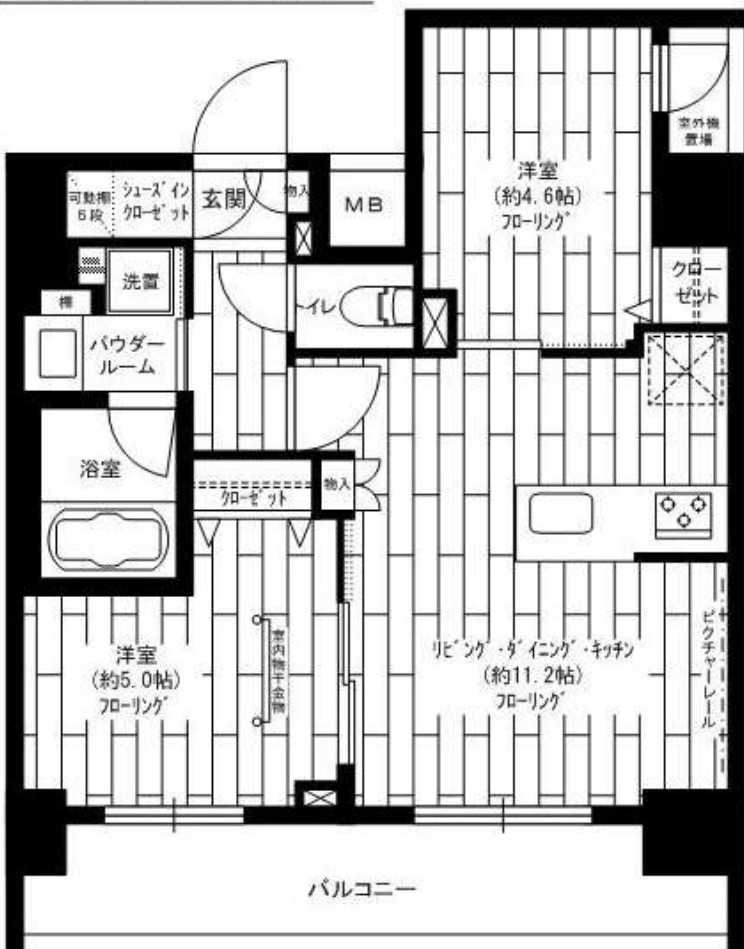 室外機
置場
洋室
(約4.6帖)
フローリング
可動棚
6段
シューズイン
クローゼット
玄関
物入
MB
クロー
ゼット
洗置
トイレ
棚
パウダー
ルーム
浴室
クローゼット
物入
洋室
(約5.0帖)
フローリング
室内物干金物
リビング・ダイニング・キッチン
(約11.2帖)
フローリング
ピクチャーレール
バルコニー